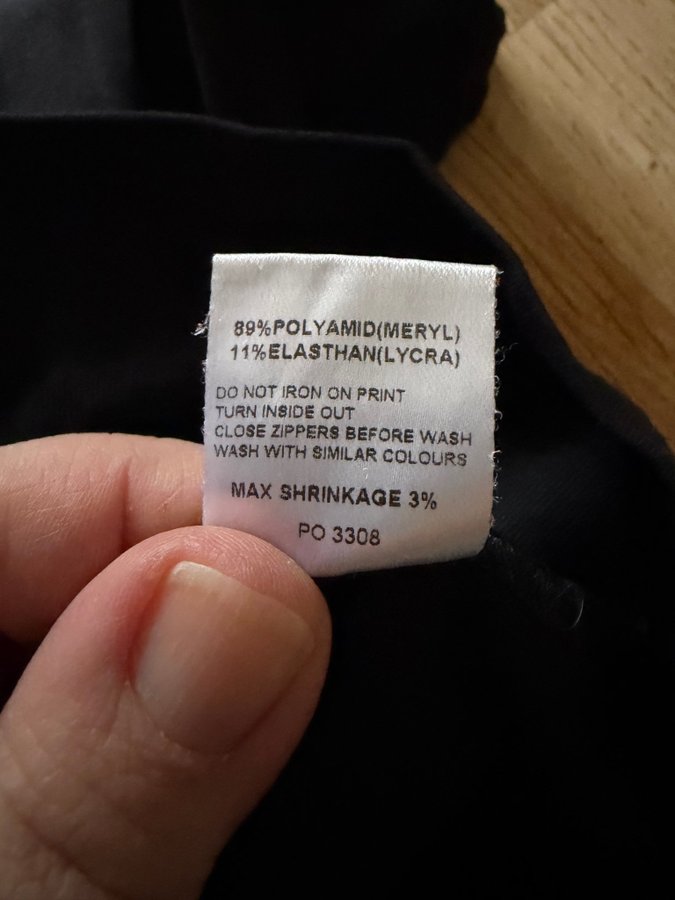 89%POLYAMID(MERYL)
11%ELASTHAN(LYCRA)
DO NOT IRON ON PRINT
TURN INSIDE OUT
CLOSE ZIPPERS BEFORE WASH
WASH WITH SIMILAR COLOURS
MAX SHRINKAGE 3%
PO 3308